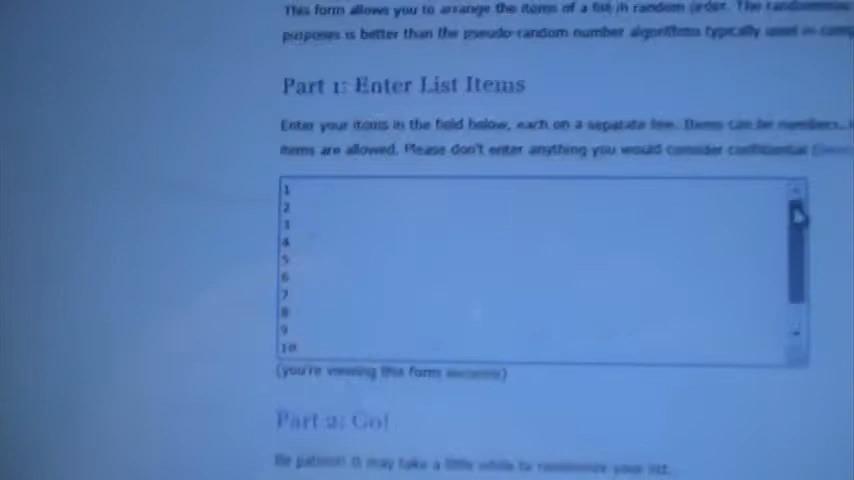 This form allows you to arrange the items of a list in random order. The randomness
purposes is better than the pseudo-random number algorithms typically used in
Part 1: Enter List Items
Enter your items in the field below, each on a separate line. Items can be numbers,
items are allowed. Please don't enter anything you would consider confidential
1
2
3
4
5
6
7
8
9
10
(you're viewing this form securely)
Part 2: Go!
Be patient! It may take a little while to randomize your list.